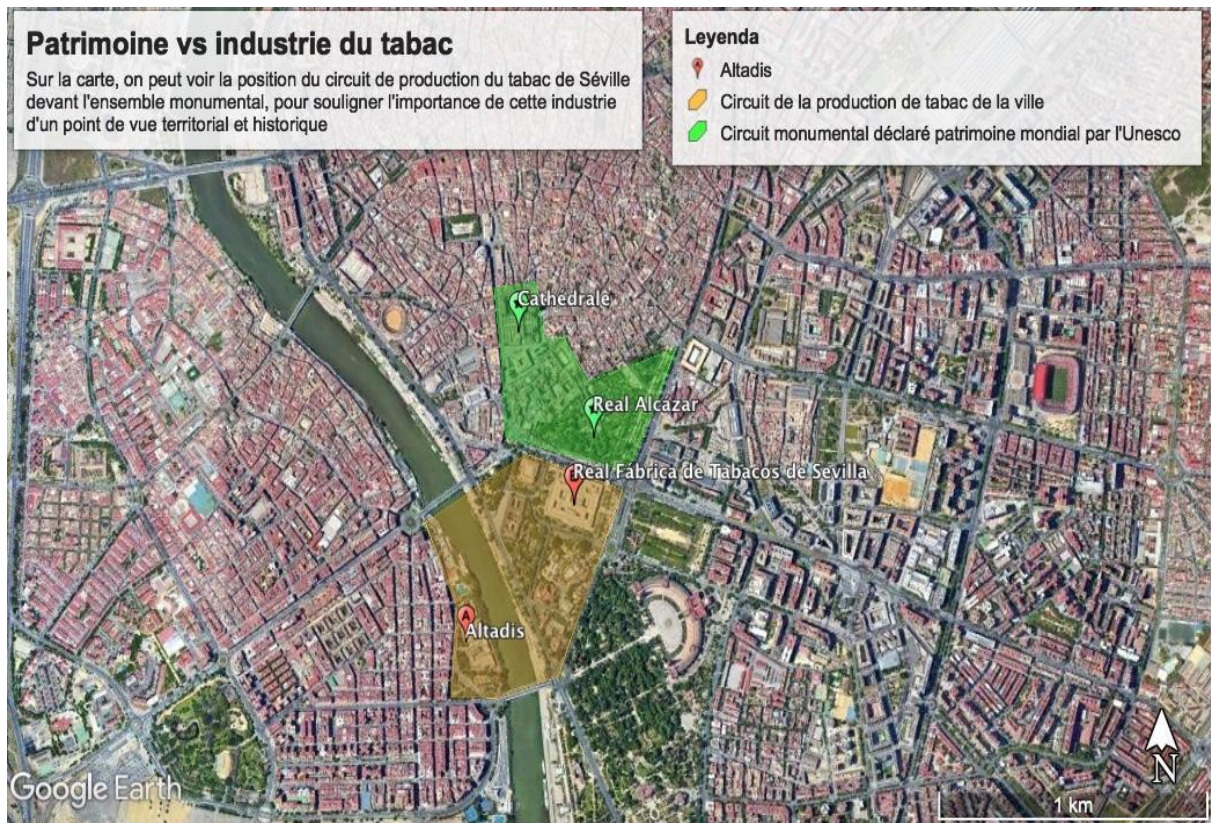 Patrimoine vs industrie du tabac
Sur la carte, on peut voir la position du circuit de production du tabac de Séville
devant l'ensemble monumental, pour souligner l'importance de cette industrie
d'un point de vue territorial et historique
Leyenda
A Altadis
Circuit de la production de tabac de la ville
Circuit monumental déclaré patrimoine mondial par l'Unesco
Cathédrale
Real Alcázar
Real Fábrica de Tabacos de Sevilla
A
Altadis
Google Earth
N
1 km